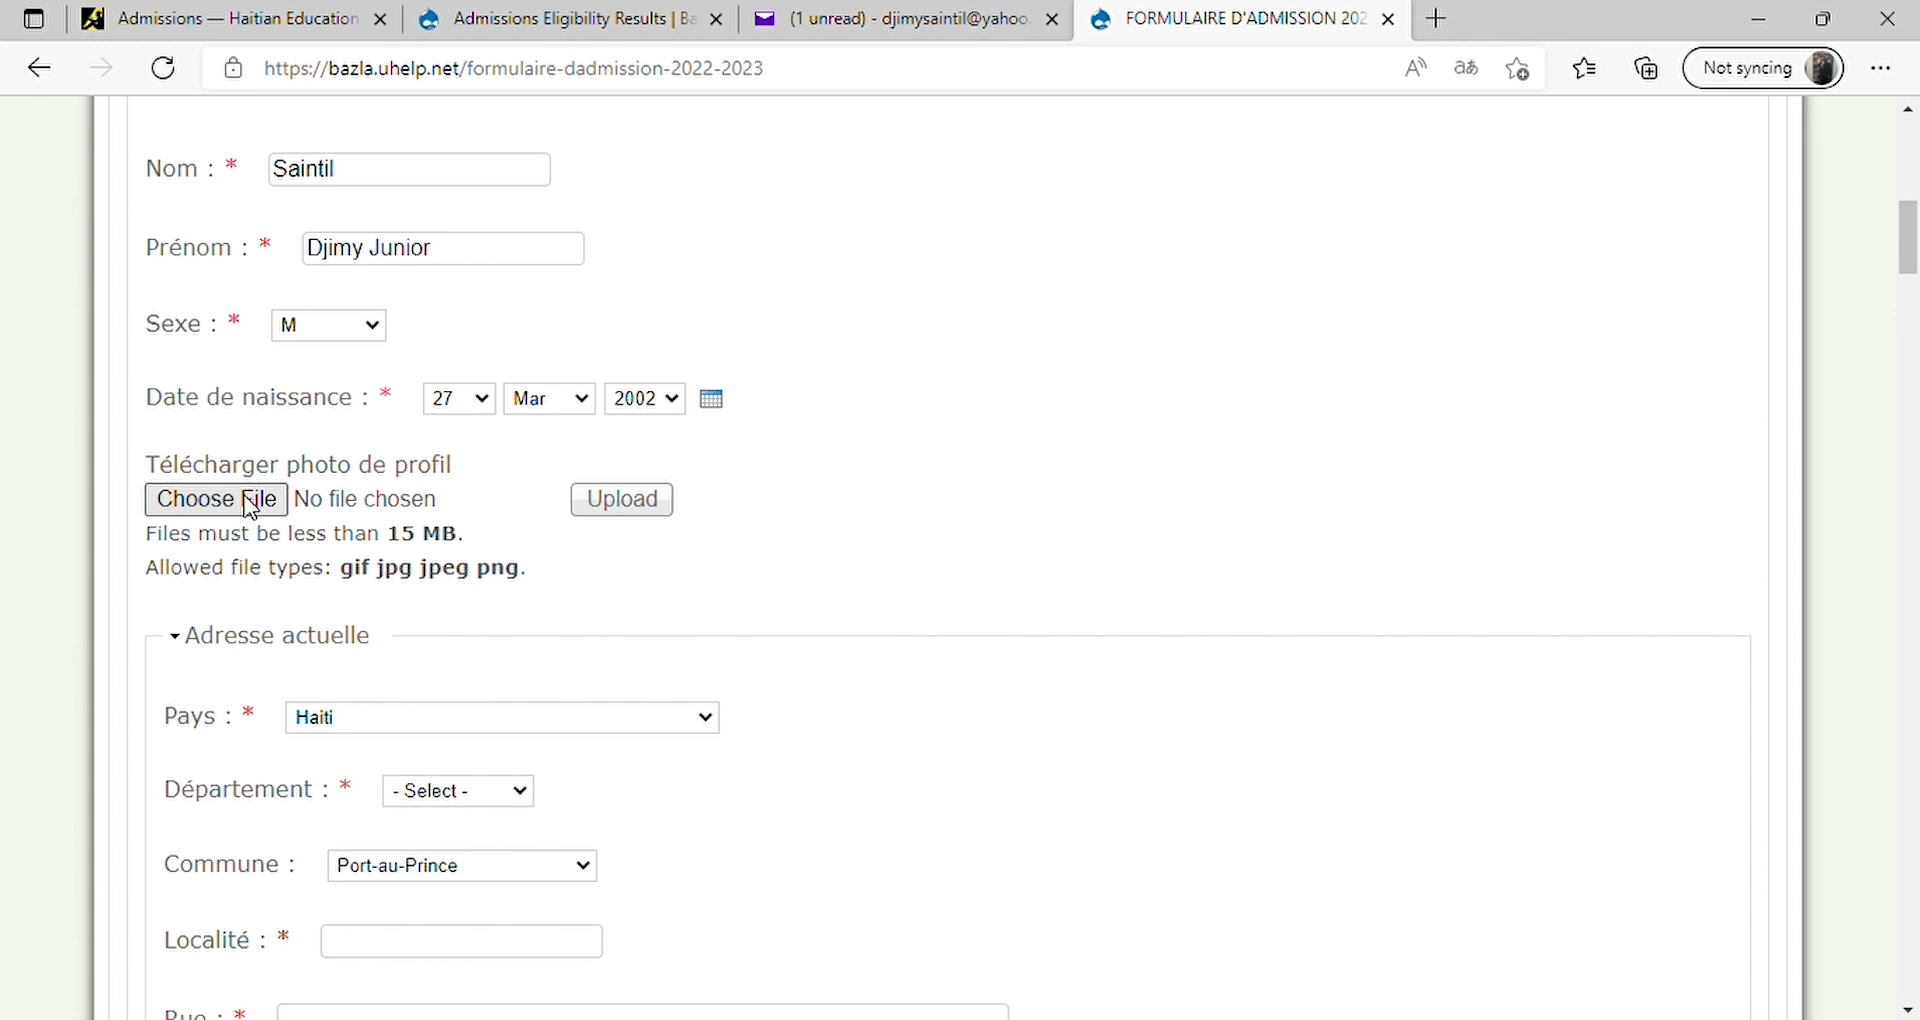 Admissions — Haitian Education
Admissions Eligibility Results | Ba
(1 unread) - djimysaintil@yahoo.
FORMULAIRE D'ADMISSION 202
https://bazla.uhelp.net/formulaire-dadmission-2022-2023
Not syncing
Nom : * Saintil
Prénom : * Djimy Junior
Sexe : * M
Date de naissance : * 27 Mar 2002
Télécharger photo de profil
Choose File No file chosen Upload
Files must be less than 15 MB.
Allowed file types: gif jpg jpeg png.
Adresse actuelle
Pays : * Haiti
Département : * - Select -
Commune : Port-au-Prince
Localité : *
Rue : *